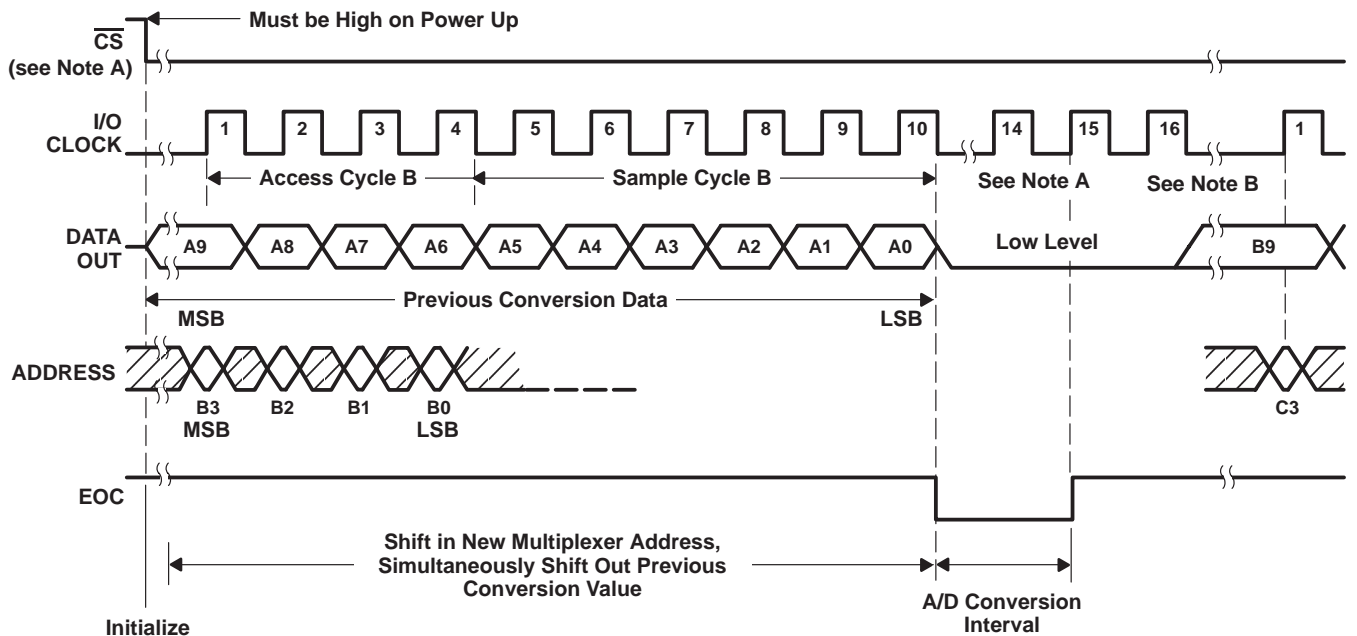 Must be High on Power Up
CS
(see Note A)
I/O
CLOCK
1 2 3 4 5 6 7 8 9 10 14 15 16 1
Access Cycle B
Sample Cycle B
See Note A
See Note B
DATA
OUT
A9 A8 A7 A6 A5 A4 A3 A2 A1 A0
Low Level
B9
Previous Conversion Data
MSB
LSB
ADDRESS
B3 B2 B1 B0
MSB LSB
C3
EOC
Shift in New Multiplexer Address,
Simultaneously Shift Out Previous
Conversion Value
A/D Conversion
Interval
Initialize